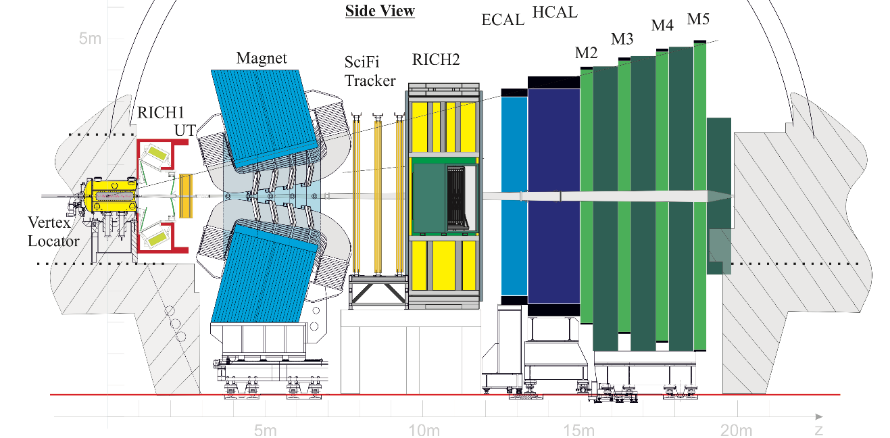 Side View
ECAL
HCAL
M5
M4
M3
M2
5m
Magnet
SciFi
Tracker
RICH2
RICH1
UT
Vertex
Locator
5m
10m
15m
20m
z